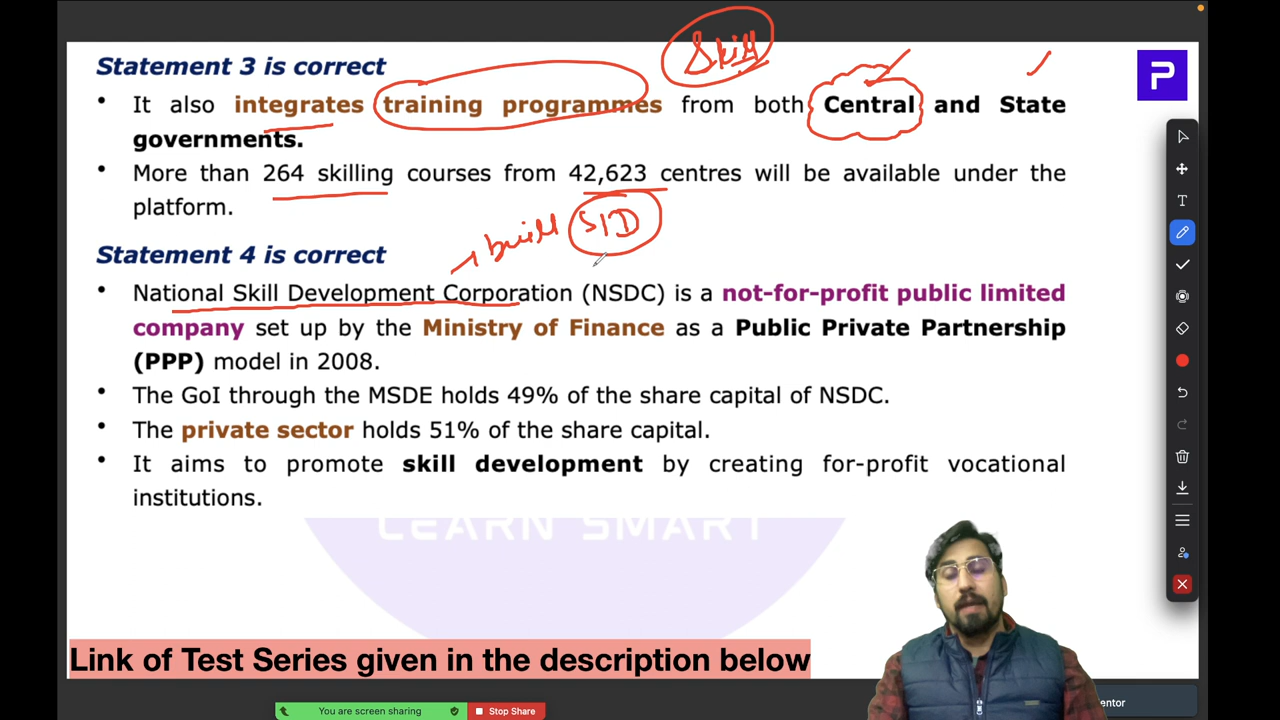 Skill
Statement 3 is correct
• It also integrates training programmes from both Central and State
governments.
• More than 264 skilling courses from 42,623 centres will be available under the
platform.
built SID
Statement 4 is correct
• National Skill Development Corporation (NSDC) is a not-for-profit public limited
company set up by the Ministry of Finance as a Public Private Partnership
(PPP) model in 2008.
• The GoI through the MSDE holds 49% of the share capital of NSDC.
• The private sector holds 51% of the share capital.
• It aims to promote skill development by creating for-profit vocational
institutions.
LEARN SMART
Link of Test Series given in the description below
You are screen sharing
Stop Share
entor
P
T